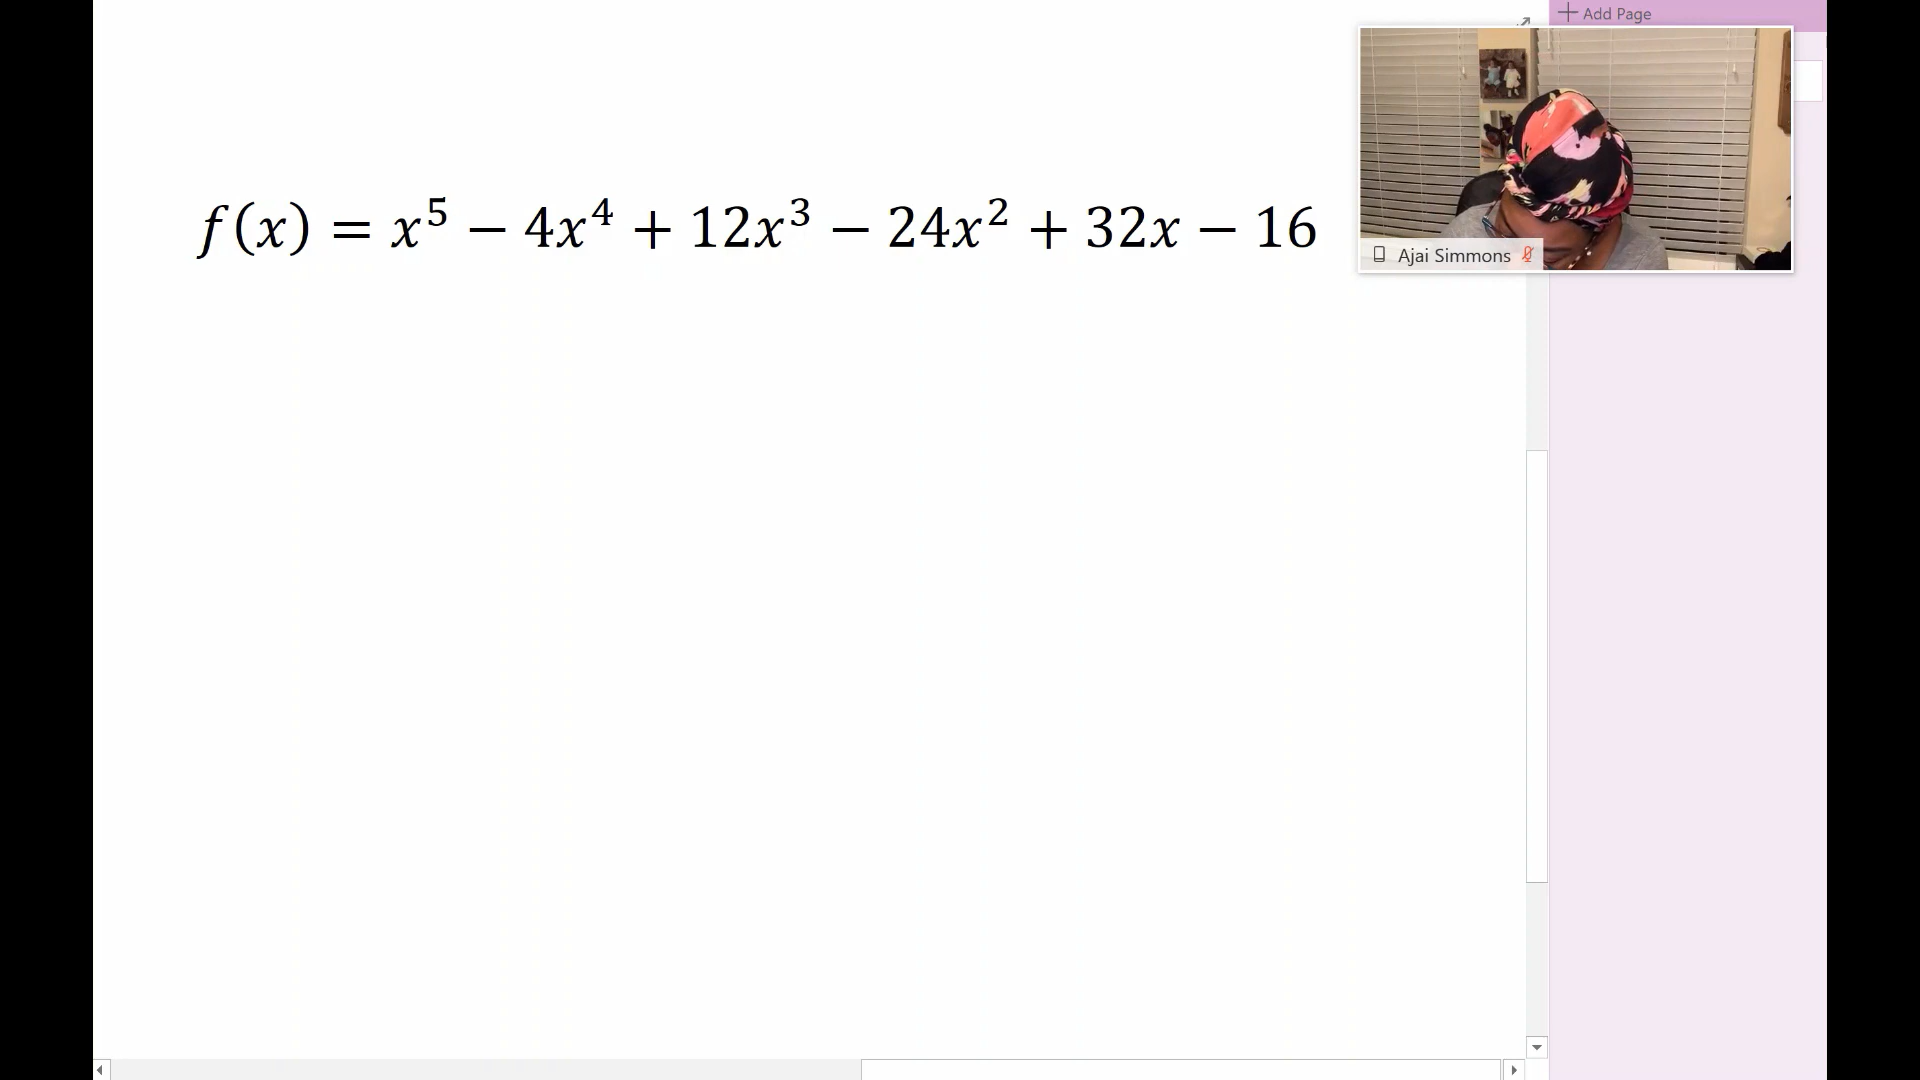 Add Page
f(x) = x⁵ − 4x⁴ + 12x³ − 24x² + 32x − 16
Ajai Simmons